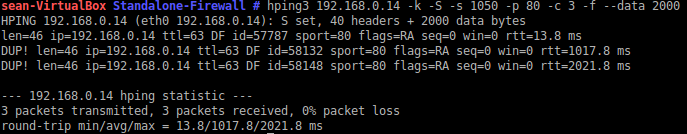 sean-VirtualBox Standalone-Firewall # hping3 192.168.0.14 -k -S -s 1050 -p 80 -c 3 -f --data 2000
HPING 192.168.0.14 (eth0 192.168.0.14): S set, 40 headers + 2000 data bytes
len=46 ip=192.168.0.14 ttl=63 DF id=57787 sport=80 flags=RA seq=0 win=0 rtt=13.8 ms
DUP! len=46 ip=192.168.0.14 ttl=63 DF id=58132 sport=80 flags=RA seq=0 win=0 rtt=1017.8 ms
DUP! len=46 ip=192.168.0.14 ttl=63 DF id=58148 sport=80 flags=RA seq=0 win=0 rtt=2021.8 ms

--- 192.168.0.14 hping statistic ---
3 packets transmitted, 3 packets received, 0% packet loss
round-trip min/avg/max = 13.8/1017.8/2021.8 ms